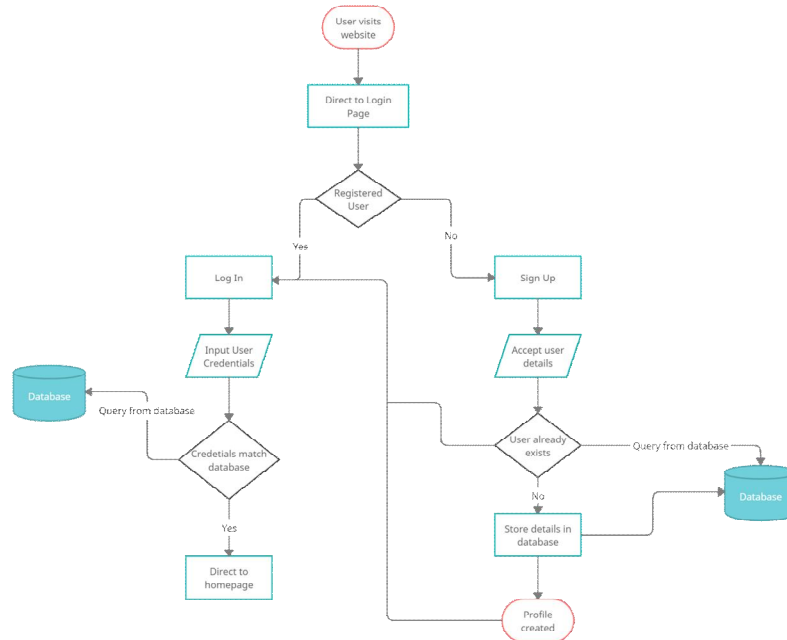 User visits
website
Direct to Login
Page
Registered
User
Yes
No
Log In
Sign Up
Input User
Credentials
Accept user
details
Database
Query from database
Credetials match
database
User already
exists
Query from database
Database
No
Yes
Store details in
database
Direct to
homepage
Profile
created